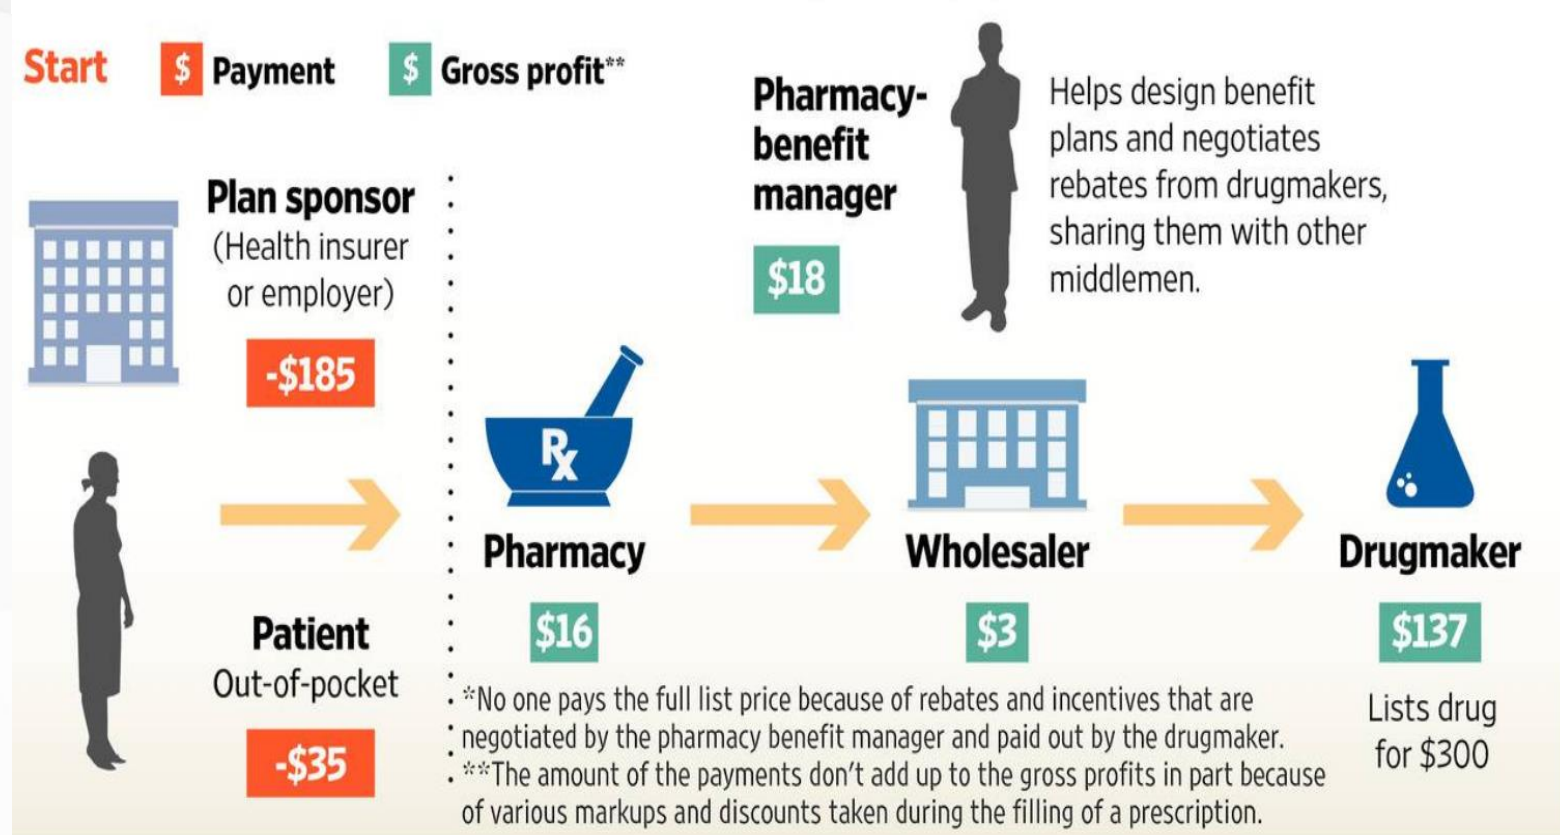 Start
$ Payment
$ Gross profit**
Plan sponsor
(Health insurer
or employer)
-$185
Patient
Out-of-pocket
-$35
Pharmacy-
benefit
manager
$18
Helps design benefit
plans and negotiates
rebates from drugmakers,
sharing them with other
middlemen.
Rx
Pharmacy
$16
Wholesaler
$3
Drugmaker
$137
Lists drug
for $300
*No one pays the full list price because of rebates and incentives that are
negotiated by the pharmacy benefit manager and paid out by the drugmaker.
**The amount of the payments don’t add up to the gross profits in part because
of various markups and discounts taken during the filling of a prescription.